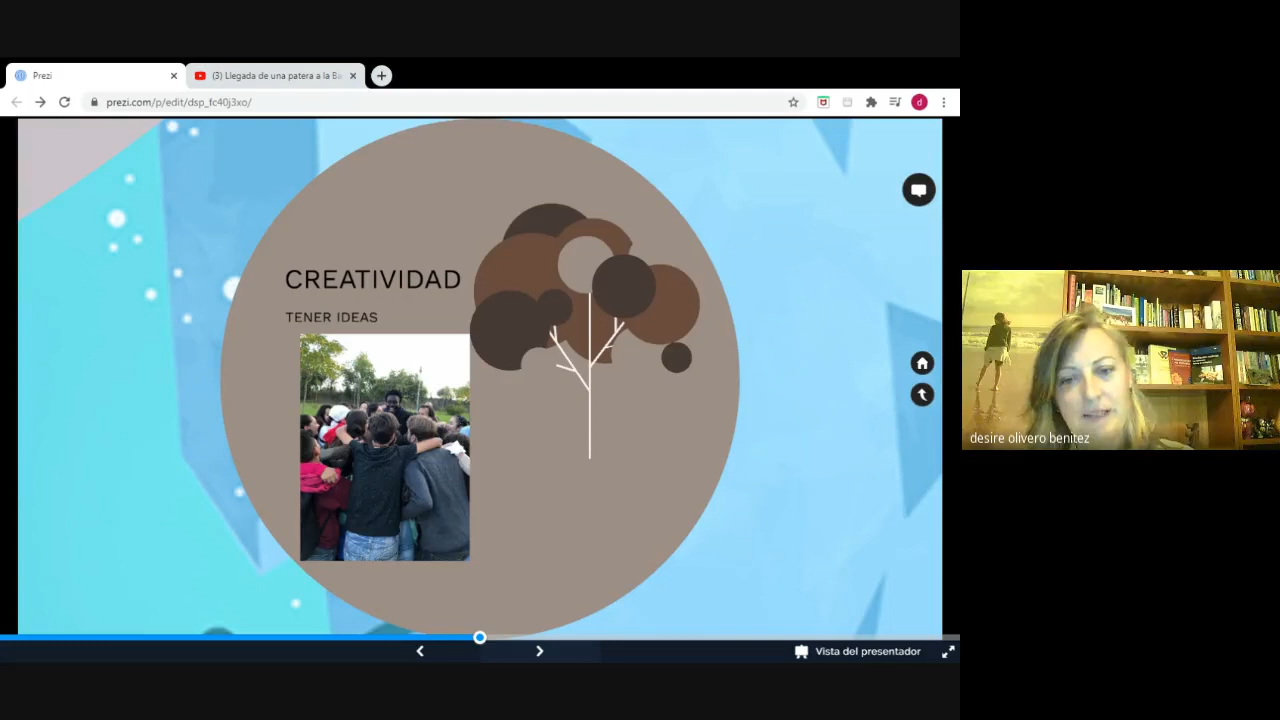 Prezi
(3) Llegada de una patera a la Ba
prezi.com/p/edit/dsp_fc40j3xo/
d
CREATIVIDAD
TENER IDEAS
desire olivero benitez
Vista del presentador